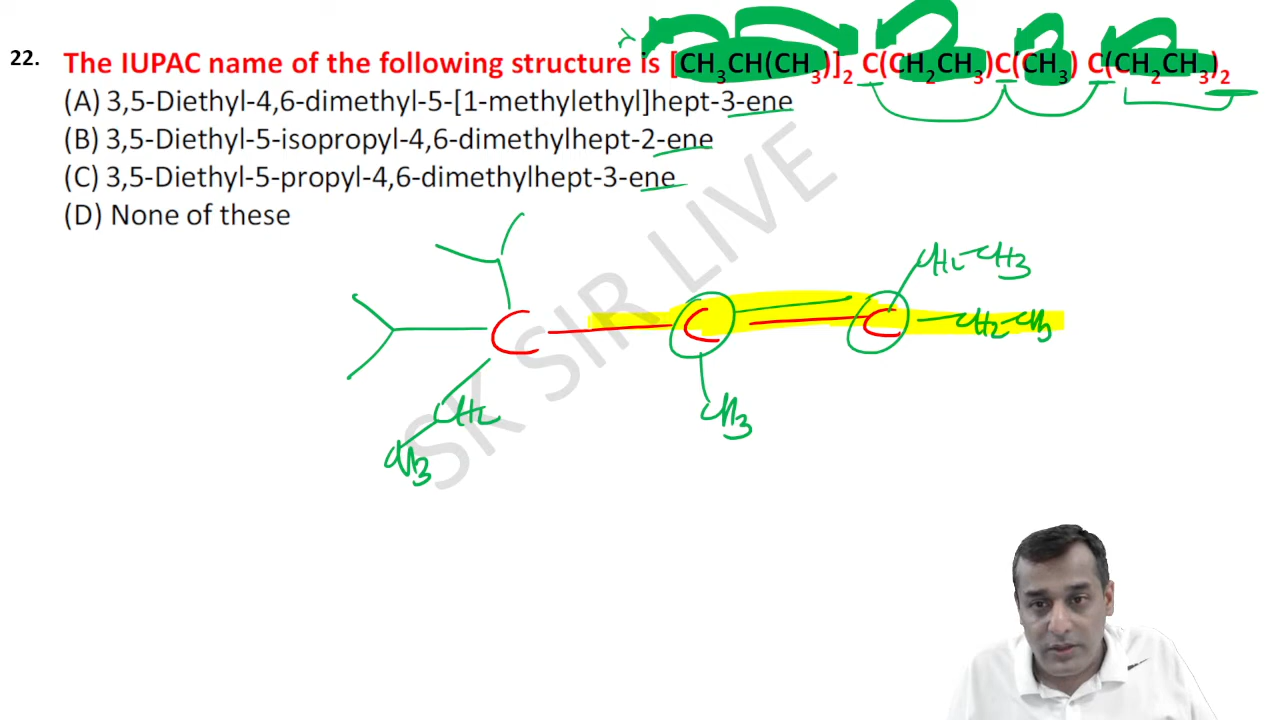 22. The IUPAC name of the following structure is [CH3CH(CH3)]2 C(CH2CH3)C(CH3) C(CH2CH3)2
(A) 3,5-Diethyl-4,6-dimethyl-5-[1-methylethyl]hept-3-ene
(B) 3,5-Diethyl-5-isopropyl-4,6-dimethylhept-2-ene
(C) 3,5-Diethyl-5-propyl-4,6-dimethylhept-3-ene
(D) None of these
SK SIR LIVE
CH2-CH3
C C C -CH2-CH3
CH2
CH3
CH3